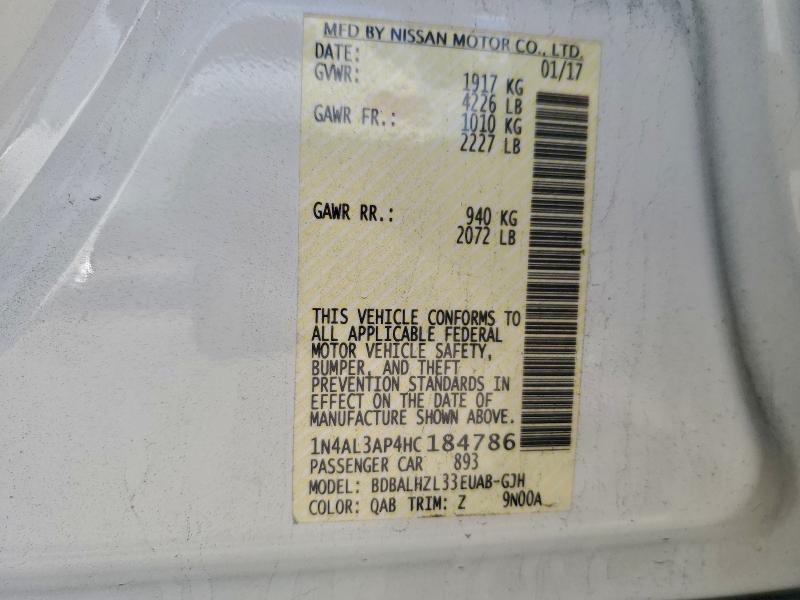 MFD BY NISSAN MOTOR CO., LTD.
DATE: 01/17
GVWR: 1917 KG
4226 LB
GAWR FR.: 1010 KG
2227 LB
GAWR RR.: 940 KG
2072 LB
THIS VEHICLE CONFORMS TO
ALL APPLICABLE FEDERAL
MOTOR VEHICLE SAFETY,
BUMPER, AND THEFT
PREVENTION STANDARDS IN
EFFECT ON THE DATE OF
MANUFACTURE SHOWN ABOVE.
1N4AL3AP4HC184786
PASSENGER CAR 893
MODEL: BDBALHZL33EUAB-GJH
COLOR: QAB TRIM: Z 9N00A